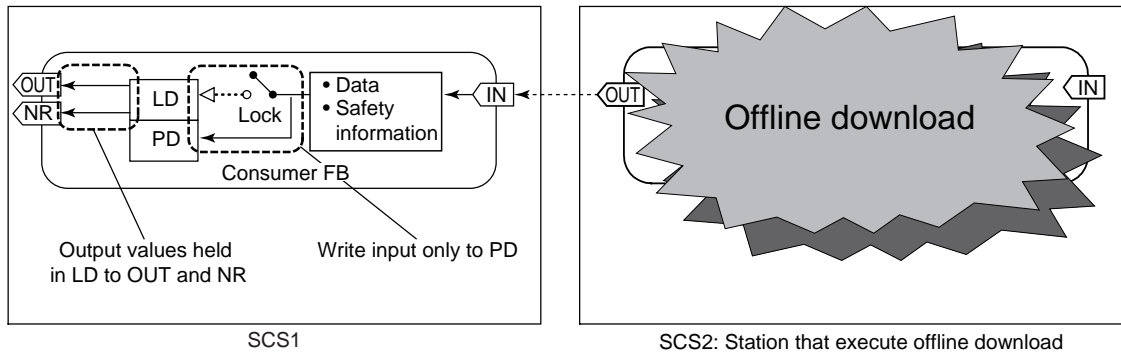 OUT
NR
LD
PD
Lock
• Data
• Safety
information
IN
Consumer FB
Output values held
in LD to OUT and NR
Write input only to PD
SCS1
OUT
Offline download
IN
SCS2: Station that execute offline download